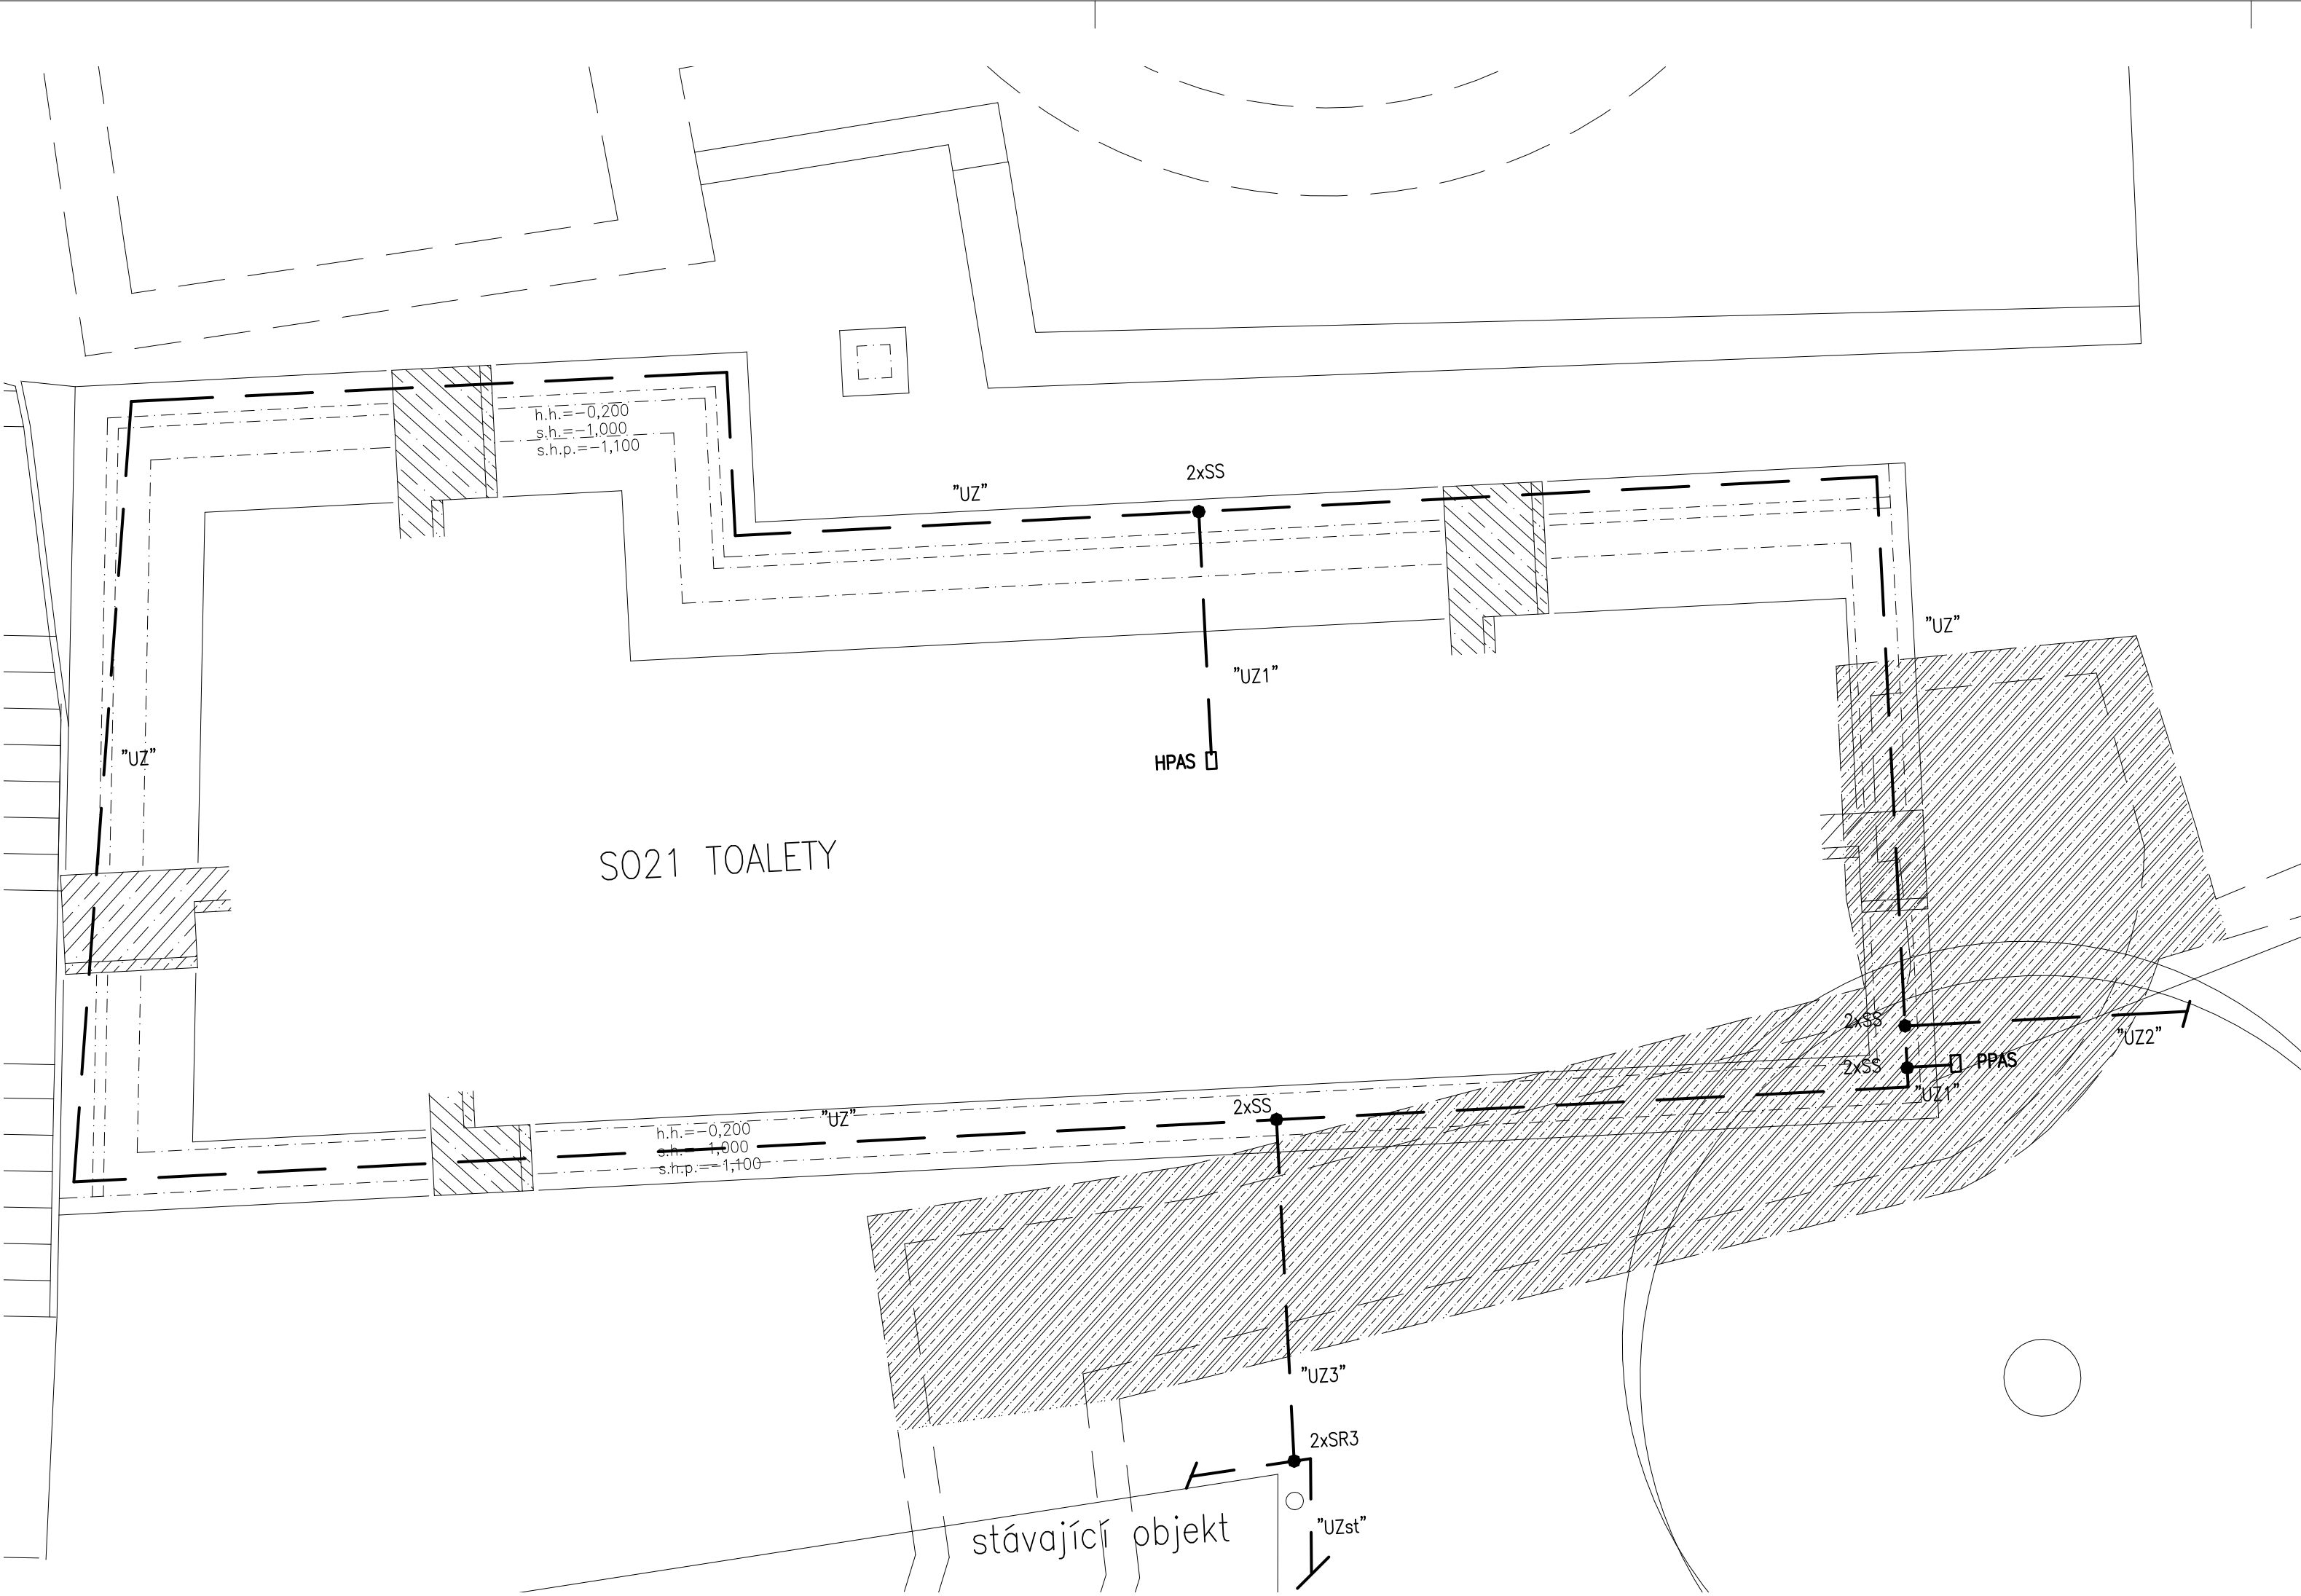 h.h.=-0,200
s.h.=-1,000
s.h.p.=-1,100
2xSS
"UZ"
"UZ"
"UZ1"
"UZ"
HPAS
SO21 TOALETY
2xSS
"UZ2"
2xSS
PPAS
"UZ1"
2xSS
"UZ"
h.h.=-0,200
s.h.=-1,000
s.h.p.=-1,100
"UZ3"
2xSR3
"UZst"
stávající objekt